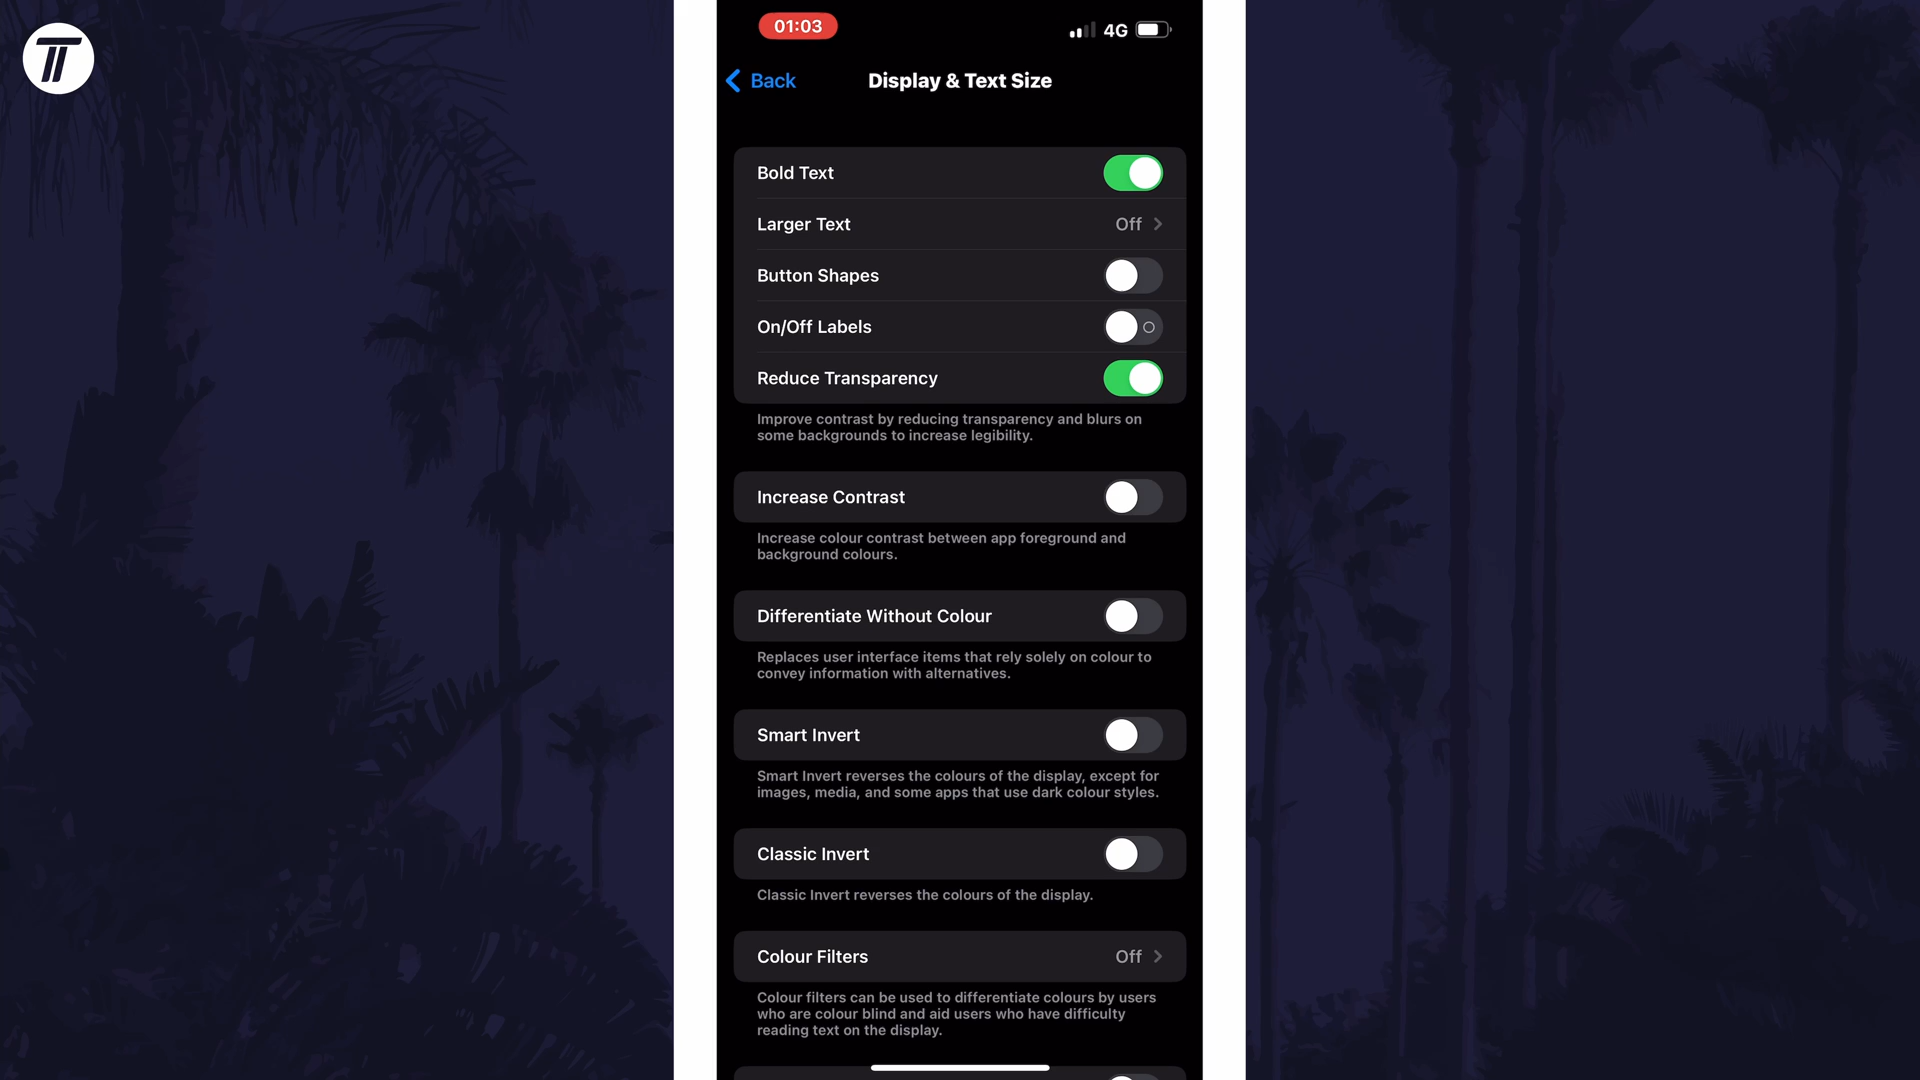 01:03
4G
Back
Display & Text Size
Bold Text
Larger Text Off
Button Shapes
On/Off Labels
Reduce Transparency
Improve contrast by reducing transparency and blurs on
some backgrounds to increase legibility.
Increase Contrast
Increase colour contrast between app foreground and
background colours.
Differentiate Without Colour
Replaces user interface items that rely solely on colour to
convey information with alternatives.
Smart Invert
Smart Invert reverses the colours of the display, except for
images, media, and some apps that use dark colour styles.
Classic Invert
Classic Invert reverses the colours of the display.
Colour Filters Off
Colour filters can be used to differentiate colours by users
who are colour blind and aid users who have difficulty
reading text on the display.